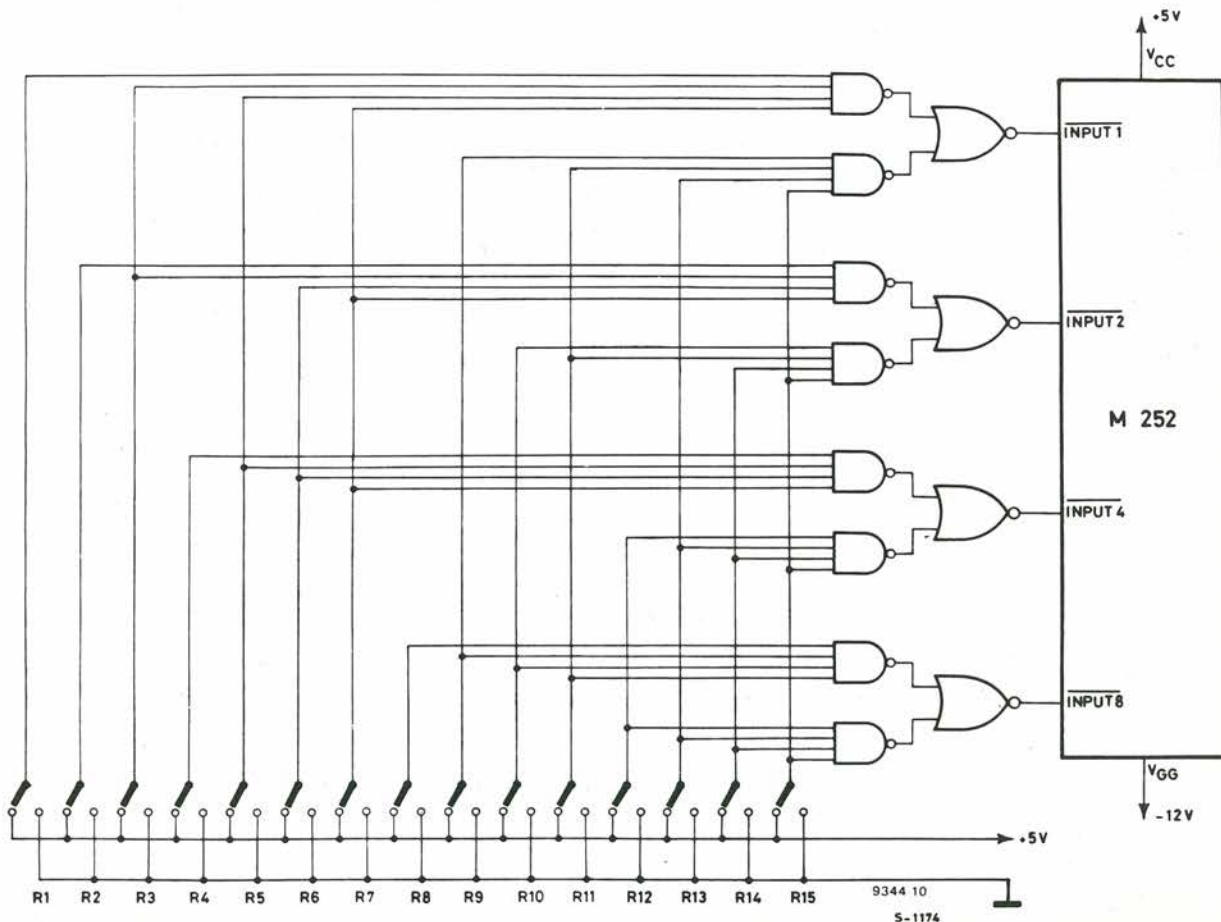 +5V
VCC
INPUT 1
INPUT 2
M 252
INPUT 4
INPUT 8
VGG
-12V
+5V
R1 R2 R3 R4 R5 R6 R7 R8 R9 R10 R11 R12 R13 R14 R15
9344 10
S-1174